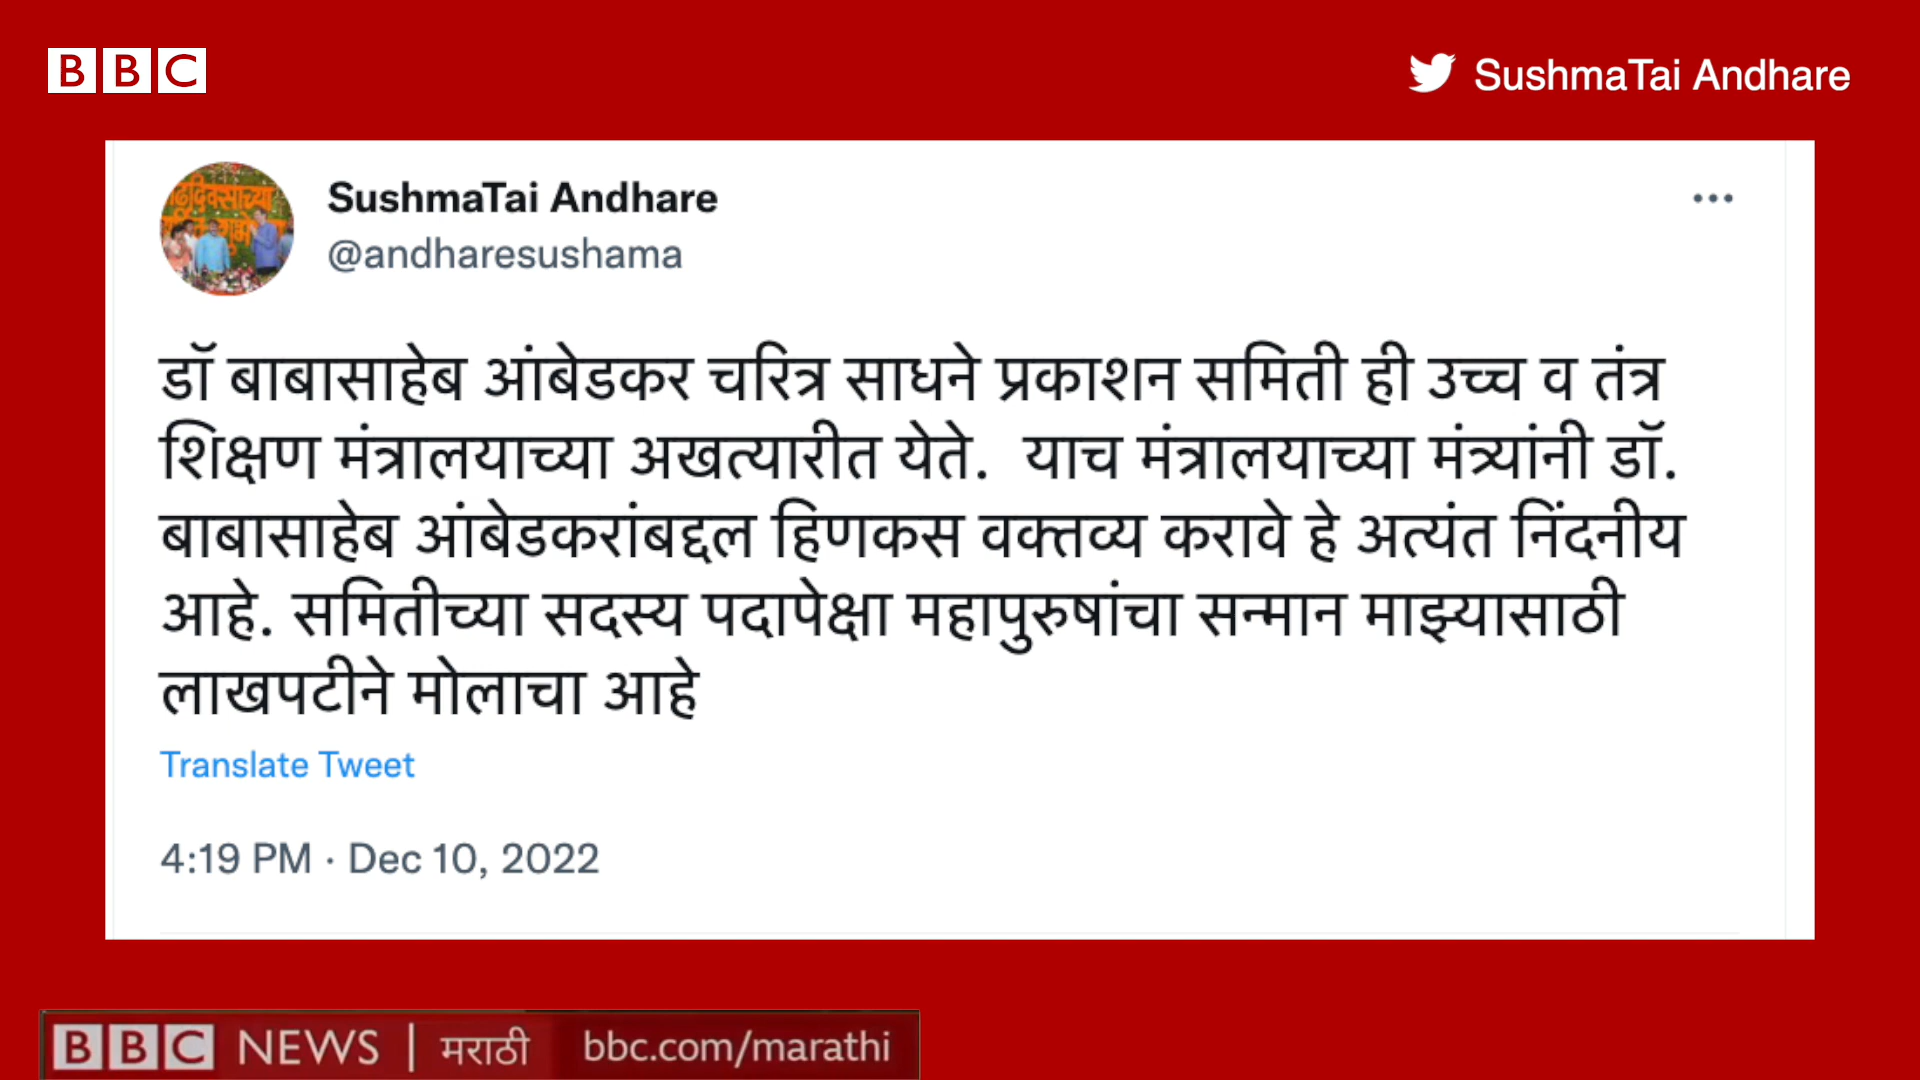 BBC
SushmaTai Andhare
SushmaTai Andhare
@andharesushama
डॉ बाबासाहेब आंबेडकर चरित्र साधने प्रकाशन समिती ही उच्च व तंत्र
शिक्षण मंत्रालयाच्या अखत्यारीत येते.  याच मंत्रालयाच्या मंत्र्यांनी डॉ.
बाबासाहेब आंबेडकरांबद्दल हिणकस वक्तव्य करावे हे अत्यंत निंदनीय
आहे. समितीच्या सदस्य पदापेक्षा महापुरुषांचा सन्मान माझ्यासाठी
लाखपटीने मोलाचा आहे
Translate Tweet
4:19 PM · Dec 10, 2022
BBC NEWS | मराठी bbc.com/marathi